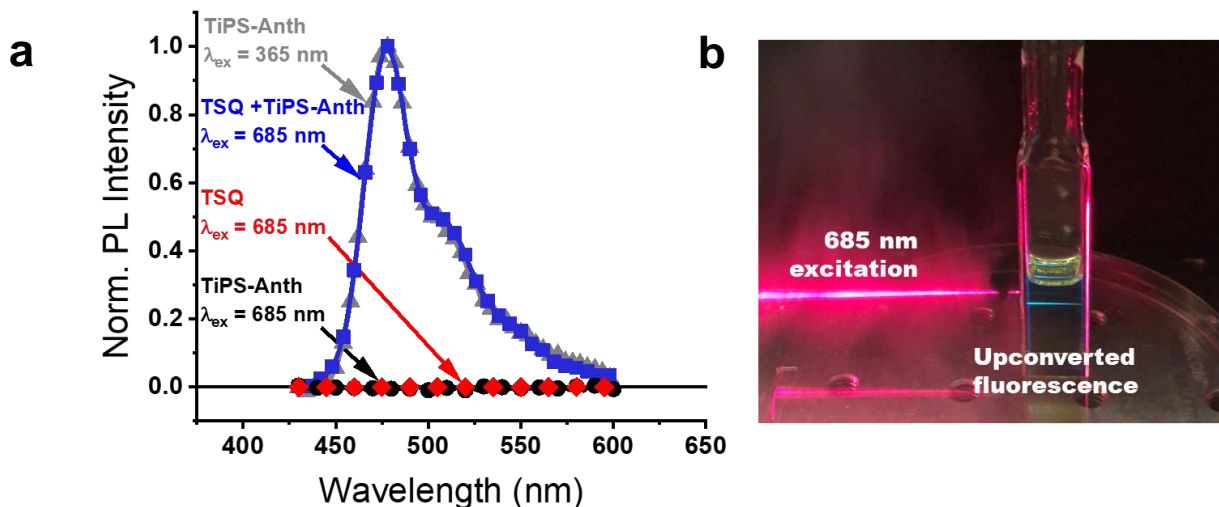 a
TiPS-Anth
λex = 365 nm
TSQ +TiPS-Anth
λex = 685 nm
TSQ
λex = 685 nm
TiPS-Anth
λex = 685 nm
1.0
0.8
0.6
0.4
0.2
0.0
Norm. PL Intensity
400
450
500
550
600
650
Wavelength (nm)
b
685 nm
excitation
Upconverted
fluorescence